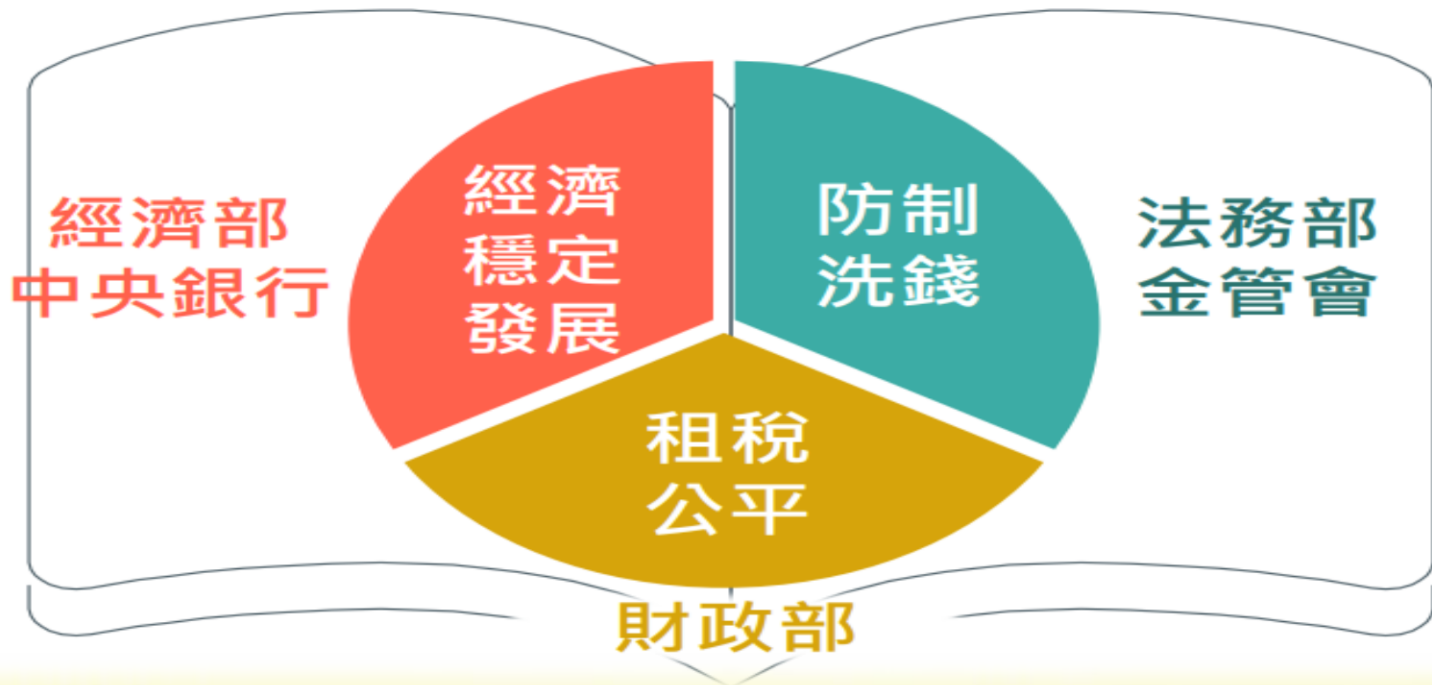 經濟部
中央銀行
經濟
穩定
發展
防制
洗錢
法務部
金管會
租稅
公平
財政部